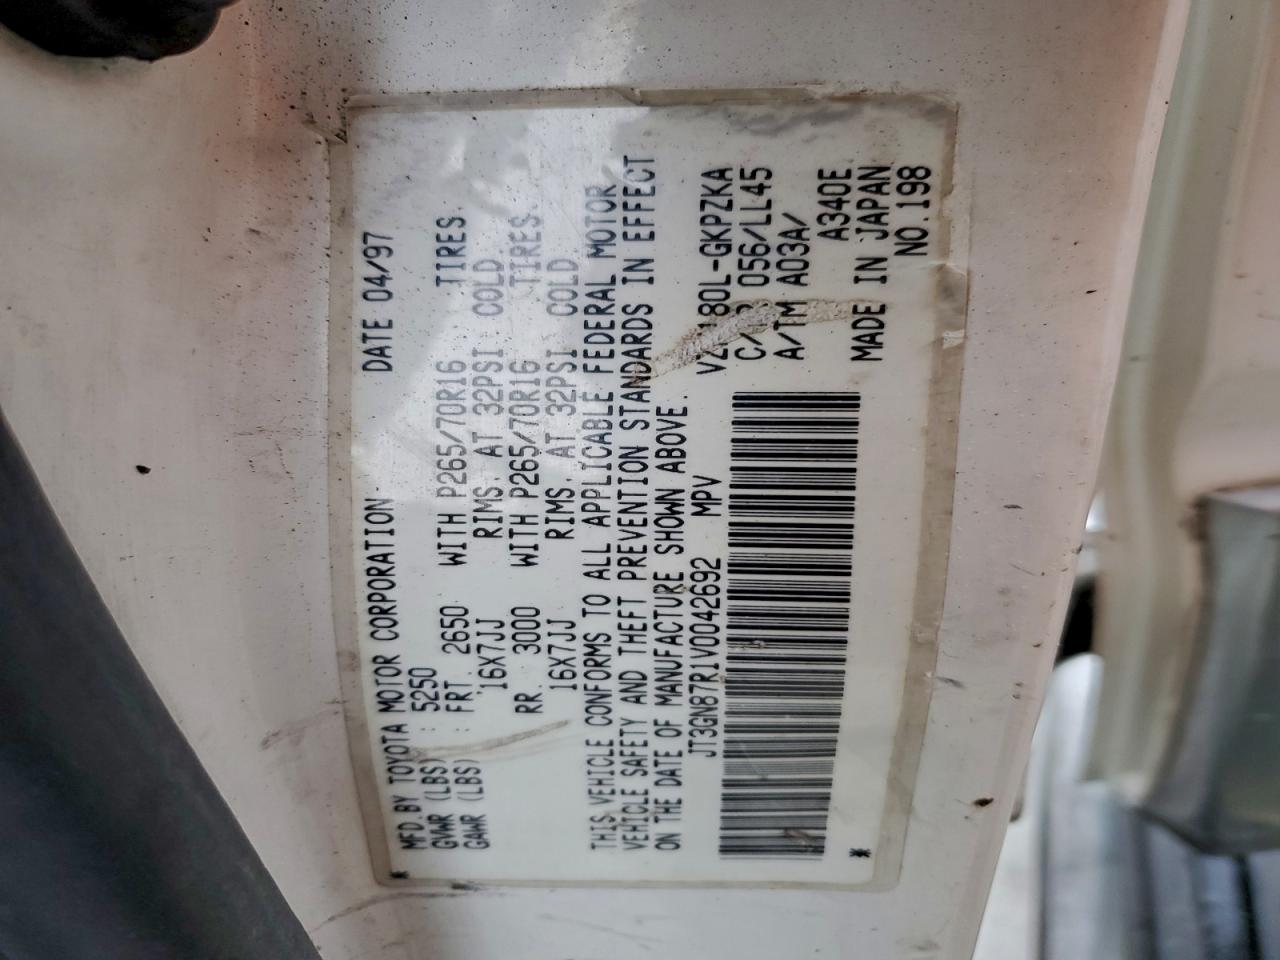 MFD.BY TOYOTA MOTOR CORPORATION DATE 04/97
GVWR (LBS) : 5250
GAWR (LBS) : FRT. 2650 WITH P265/70R16 TIRES.
16X7JJ RIMS, AT 32PSI COLD
RR. 3000 WITH P265/70R16 TIRES.
16X7JJ RIMS, AT 32PSI COLD
THIS VEHICLE CONFORMS TO ALL APPLICABLE FEDERAL MOTOR
VEHICLE SAFETY AND THEFT PREVENTION STANDARDS IN EFFECT
ON THE DATE OF MANUFACTURE SHOWN ABOVE.
JT3GN87R1V0042692 MPV
180L-GKPZKA
056/LL45
A/TM A03A/
A340E
MADE IN JAPAN
NO.198
* *